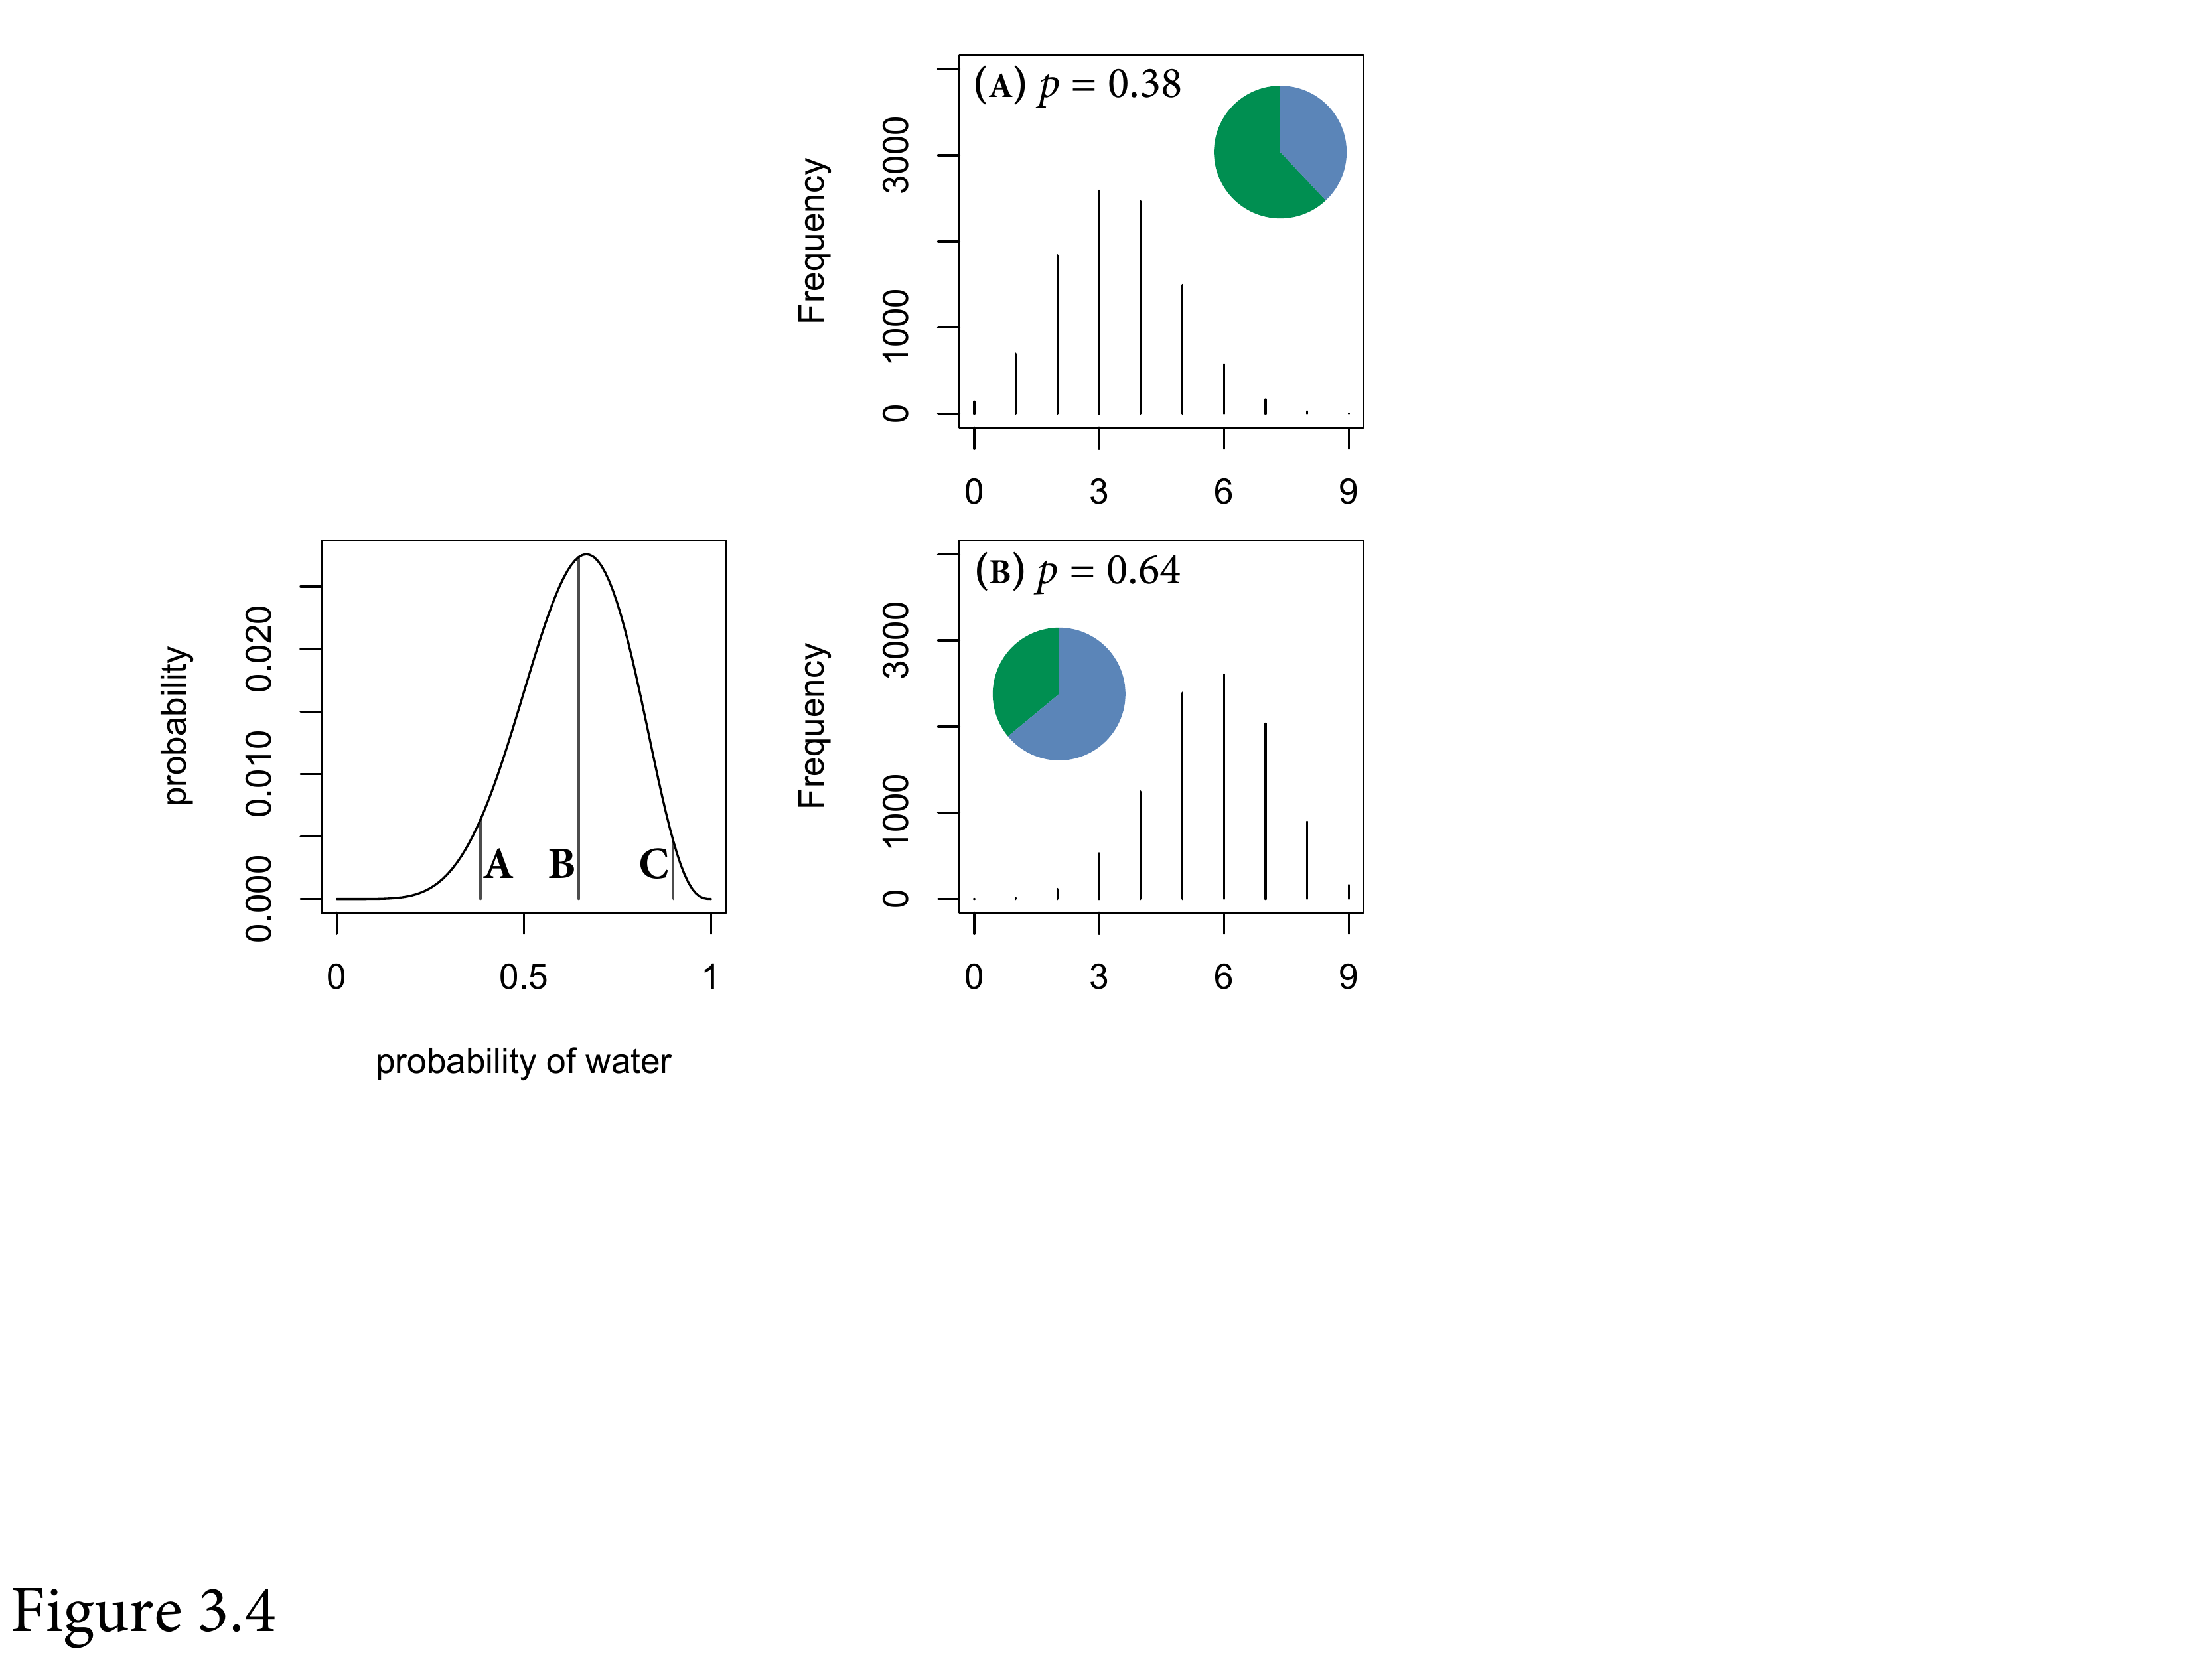 (A) p = 0.38
Frequency
0 1000 3000
0 3 6 9
probability
0.000 0.010 0.020
A B C
0 0.5 1
probability of water
(B) p = 0.64
Frequency
0 1000 3000
0 3 6 9
Figure 3.4